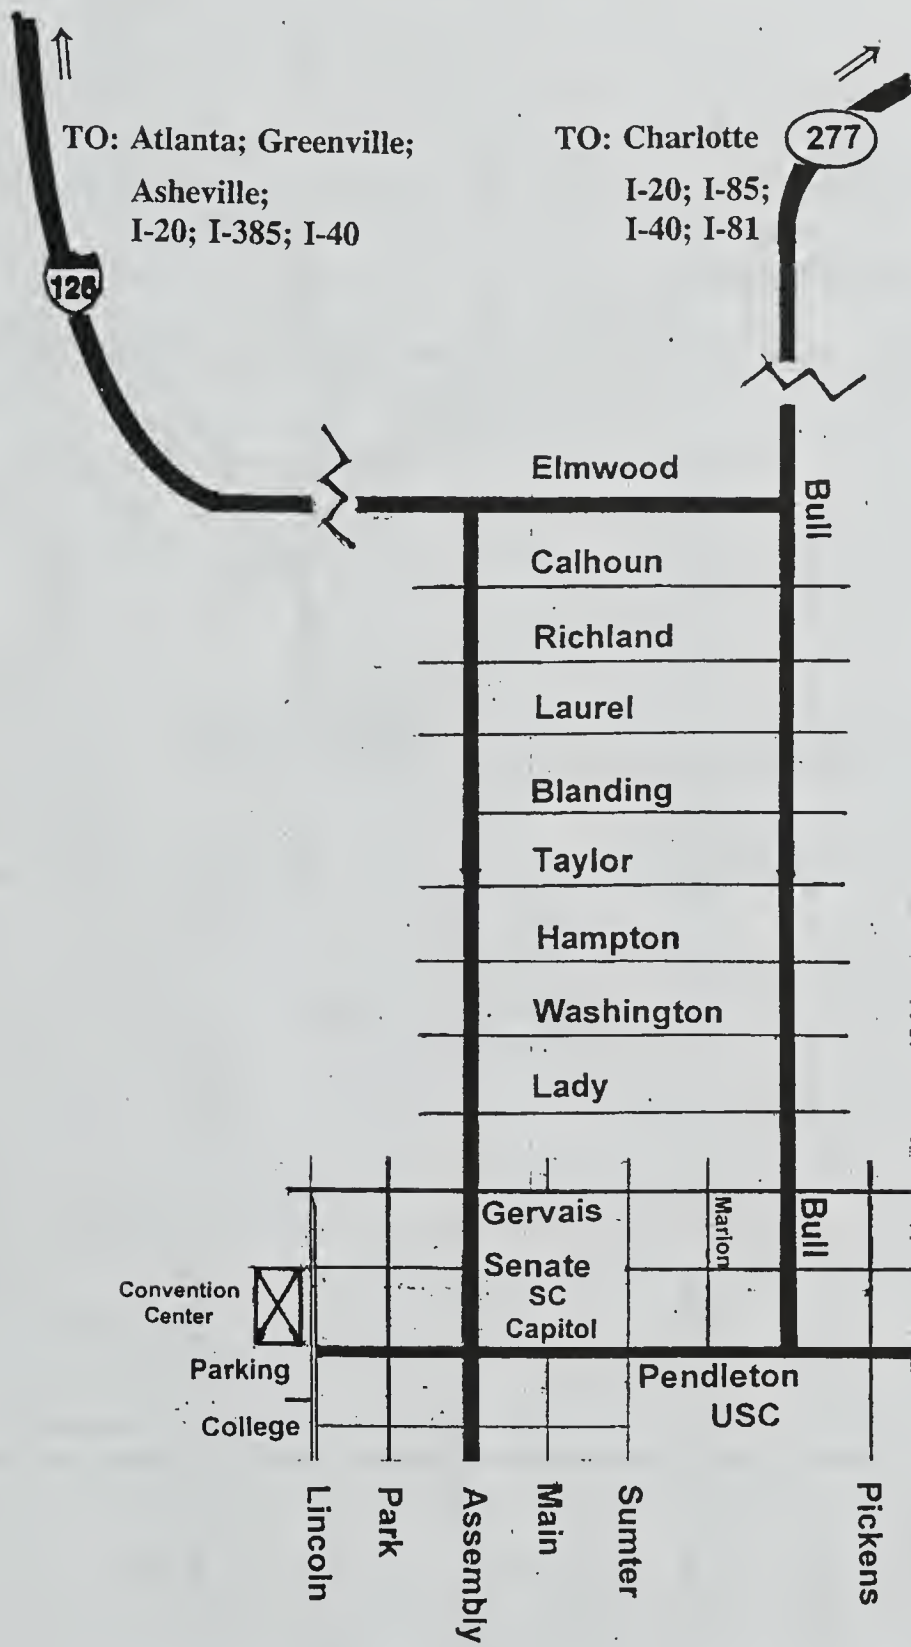 TO: Atlanta; Greenville;
Asheville;
I-20; I-385; I-40
TO: Charlotte
I-20; I-85;
I-40; I-81
277
126
Elmwood
Bull
Calhoun
Richland
Laurel
Blanding
Taylor
Hampton
Washington
Lady
Gervais
Marion
Bull
Senate
SC
Capitol
Convention
Center
Parking
Pendleton
USC
College
Lincoln
Park
Assembly
Main
Sumter
Pickens